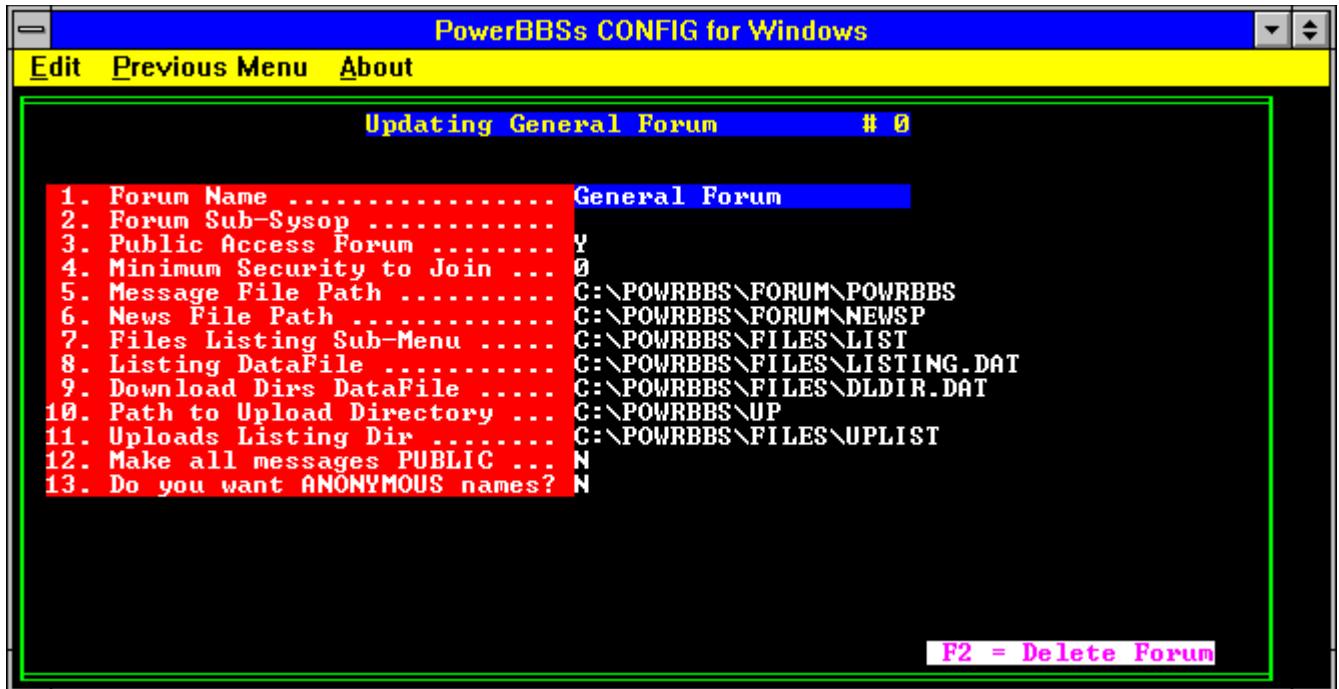 PowerBBSs CONFIG for Windows
Edit Previous Menu About
Updating General Forum # 0
1. Forum Name ................. General Forum
2. Forum Sub-Sysop ............
3. Public Access Forum ........ Y
4. Minimum Security to Join ... 0
5. Message File Path .......... C:\POWRBBS\FORUM\POWRBBS
6. News File Path ............. C:\POWRBBS\FORUM\NEWSP
7. Files Listing Sub-Menu ..... C:\POWRBBS\FILES\LIST
8. Listing DataFile ........... C:\POWRBBS\FILES\LISTING.DAT
9. Download Dirs DataFile ..... C:\POWRBBS\FILES\DLDIR.DAT
10. Path to Upload Directory ... C:\POWRBBS\UP
11. Uploads Listing Dir ........ C:\POWRBBS\FILES\UPLIST
12. Make all messages PUBLIC ... N
13. Do you want ANONYMOUS names? N
F2 = Delete Forum